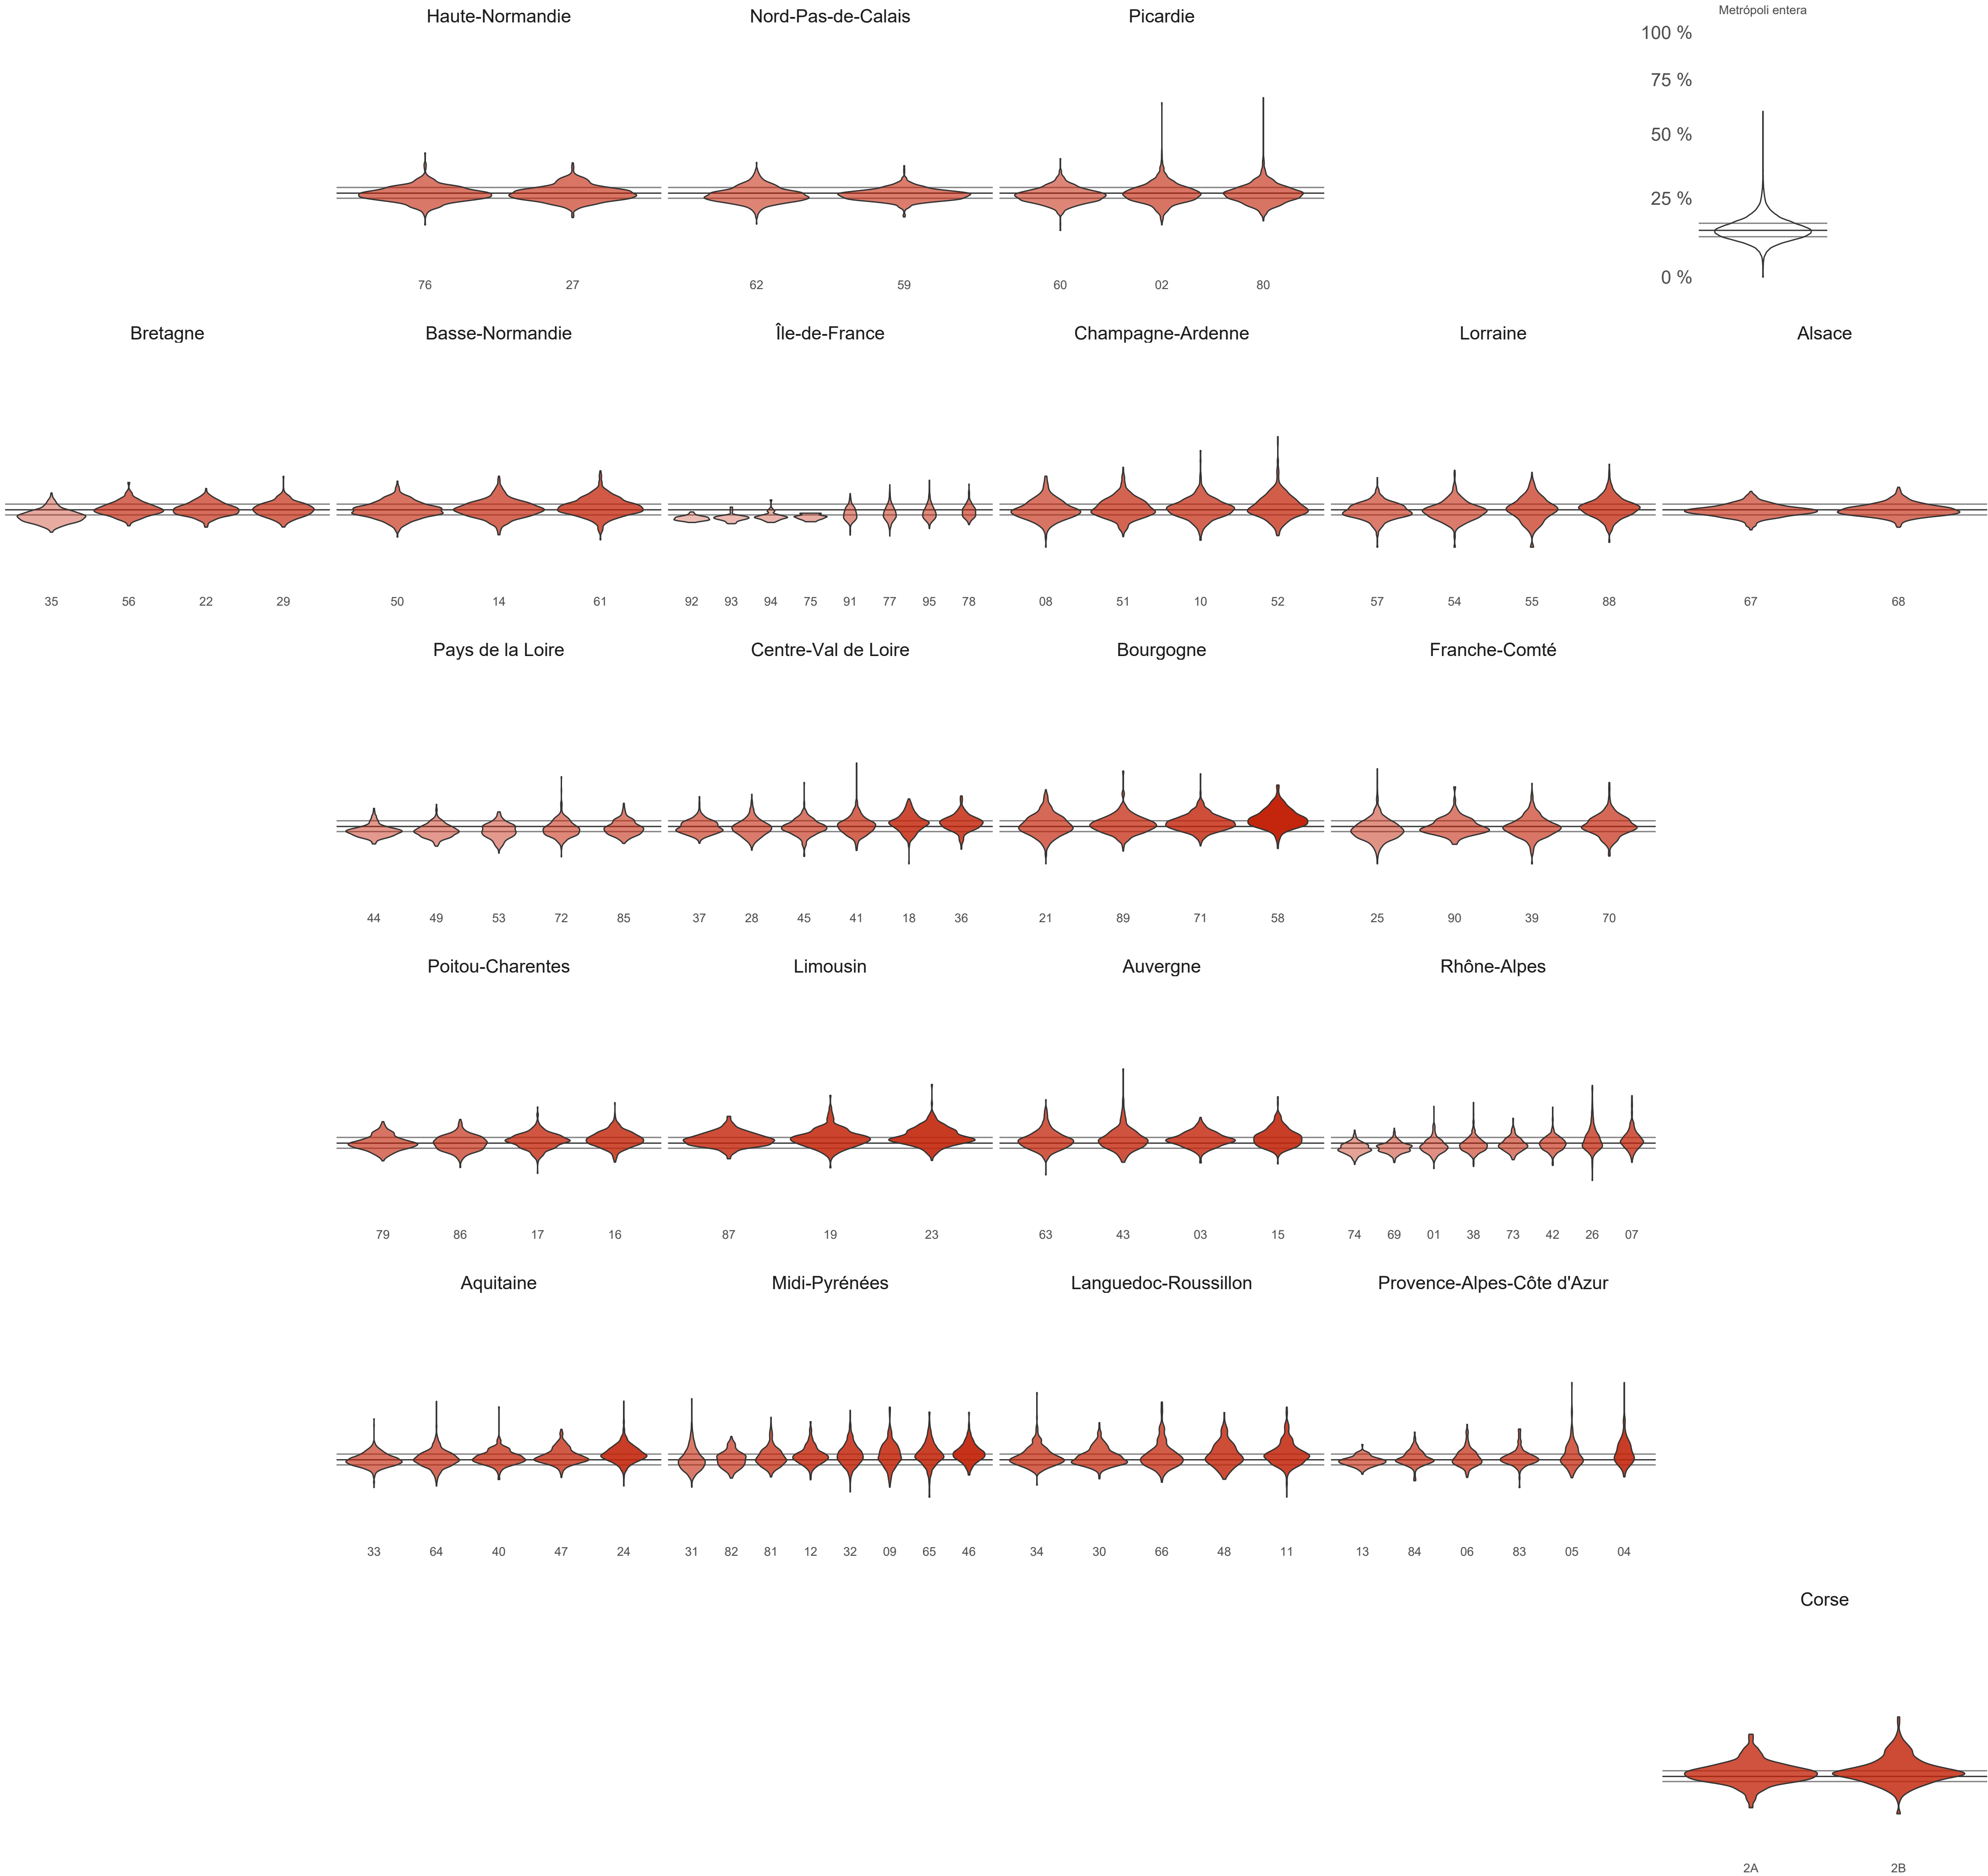 Haute-Normandie Nord-Pas-de-Calais Picardie Metrópoli entera
100 %
75 %
50 %
25 %
0 %
76 27 62 59 60 02 80
Bretagne Basse-Normandie Île-de-France Champagne-Ardenne Lorraine Alsace
35 56 22 29 50 14 61 92 93 94 75 91 77 95 78 08 51 10 52 57 54 55 88 67 68
Pays de la Loire Centre-Val de Loire Bourgogne Franche-Comté
44 49 53 72 85 37 28 45 41 18 36 21 89 71 58 25 90 39 70
Poitou-Charentes Limousin Auvergne Rhône-Alpes
79 86 17 16 87 19 23 63 43 03 15 74 69 01 38 73 42 26 07
Aquitaine Midi-Pyrénées Languedoc-Roussillon Provence-Alpes-Côte d'Azur
33 64 40 47 24 31 82 81 12 32 09 65 46 34 30 66 48 11 13 84 06 83 05 04
Corse
2A 2B